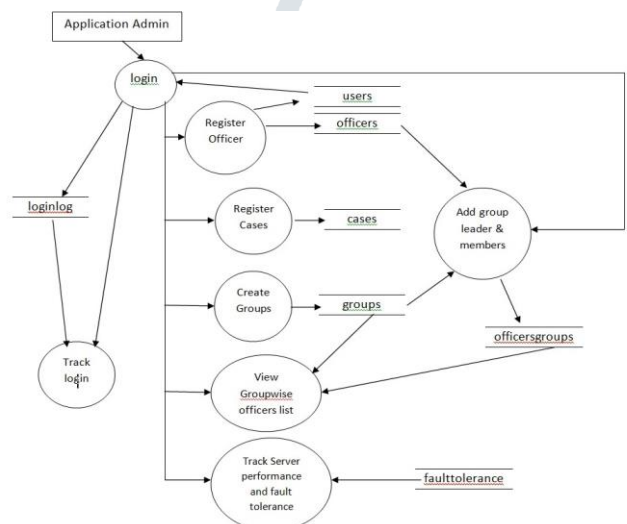 Application Admin
login
users
Register
Officer
officers
loginlog
Register
Cases
cases
Add group
leader &
members
Create
Groups
groups
officersgroups
Track
login
View
Groupwise
officers list
Track Server
performance
and fault
tolerance
faulttolerance